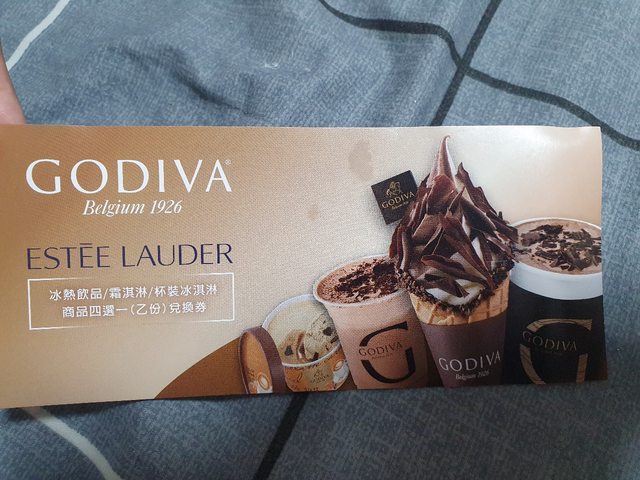 GODIVA
Belgium 1926
ESTĒE LAUDER
冰熱飲品/霜淇淋/杯裝冰淇淋
商品四選一(乙份)兌換券
GODIVA
GODIVA
GODIVA
Belgium 1926
GODIVA